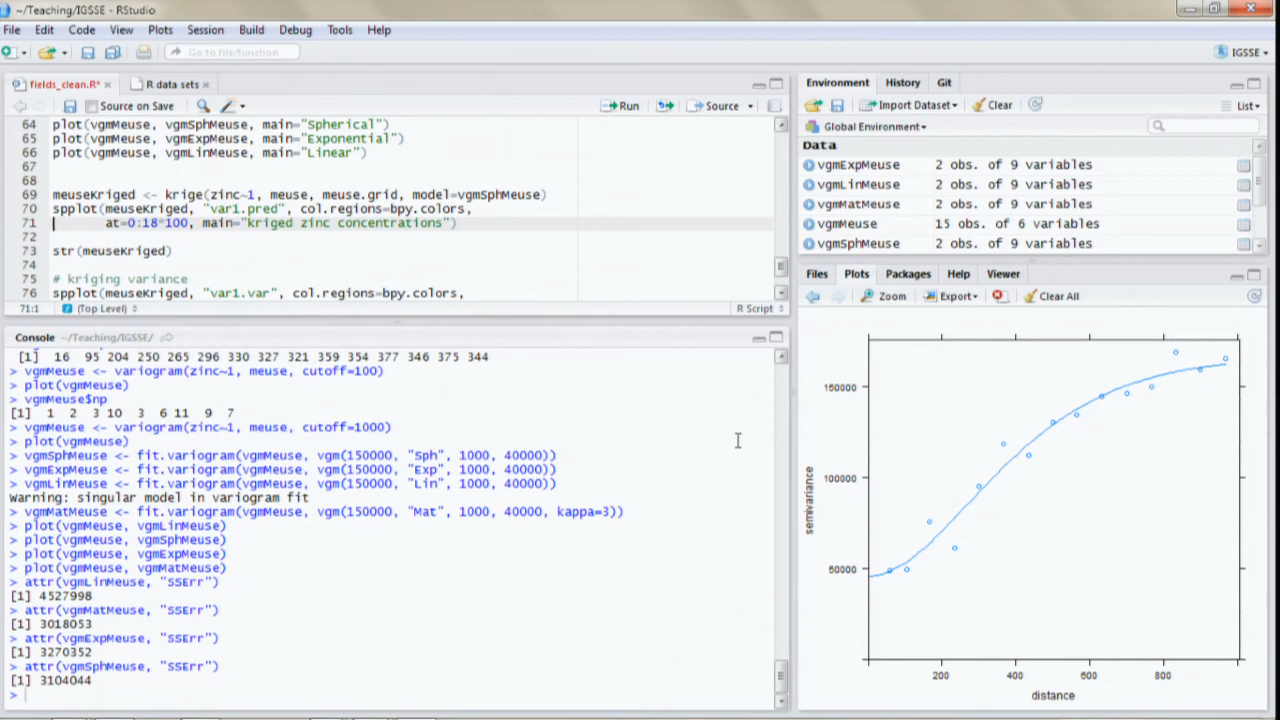 ~/Teaching/IGSSE - RStudio
File Edit Code View Plots Session Build Debug Tools Help
Go to file/function
IGSSE
fields_clean.R*
R data sets
Source on Save
Run
Source
64 plot(vgmMeuse, vgmSphMeuse, main="Spherical")
65 plot(vgmMeuse, vgmExpMeuse, main="Exponential")
66 plot(vgmMeuse, vgmLinMeuse, main="Linear")
67
68
69 meuseKriged <- krige(zinc~1, meuse, meuse.grid, model=vgmSphMeuse)
70 spplot(meuseKriged, "var1.pred", col.regions=bpy.colors,
71 at=0:18*100, main="kriged zinc concentrations")
72
73 str(meuseKriged)
74
75 # kriging variance
76 spplot(meuseKriged, "var1.var", col.regions=bpy.colors,
71:1 (Top Level) R Script
Console ~/Teaching/IGSSE/
[1] 16 95 204 250 265 296 330 327 321 359 354 377 346 375 344
> vgmMeuse <- variogram(zinc~1, meuse, cutoff=100)
> plot(vgmMeuse)
> vgmMeuse$np
[1] 1 2 3 10 3 6 11 9 7
> vgmMeuse <- variogram(zinc~1, meuse, cutoff=1000)
> plot(vgmMeuse)
> vgmSphMeuse <- fit.variogram(vgmMeuse, vgm(150000, "Sph", 1000, 40000))
> vgmExpMeuse <- fit.variogram(vgmMeuse, vgm(150000, "Exp", 1000, 40000))
> vgmLinMeuse <- fit.variogram(vgmMeuse, vgm(150000, "Lin", 1000, 40000))
Warning: singular model in variogram fit
> vgmMatMeuse <- fit.variogram(vgmMeuse, vgm(150000, "Mat", 1000, 40000, kappa=3))
> plot(vgmMeuse, vgmLinMeuse)
> plot(vgmMeuse, vgmSphMeuse)
> plot(vgmMeuse, vgmExpMeuse)
> plot(vgmMeuse, vgmMatMeuse)
> attr(vgmLinMeuse, "SSErr")
[1] 4527998
> attr(vgmMatMeuse, "SSErr")
[1] 3018053
> attr(vgmExpMeuse, "SSErr")
[1] 3270352
> attr(vgmSphMeuse, "SSErr")
[1] 3104044
>
Environment History Git
Import Dataset Clear List
Global Environment
Data
vgmExpMeuse 2 obs. of 9 variables
vgmLinMeuse 2 obs. of 9 variables
vgmMatMeuse 2 obs. of 9 variables
vgmMeuse 15 obs. of 6 variables
vgmSphMeuse 2 obs. of 9 variables
Files Plots Packages Help Viewer
Zoom Export Clear All
150000
100000
50000
semivariance
200 400 600 800
distance